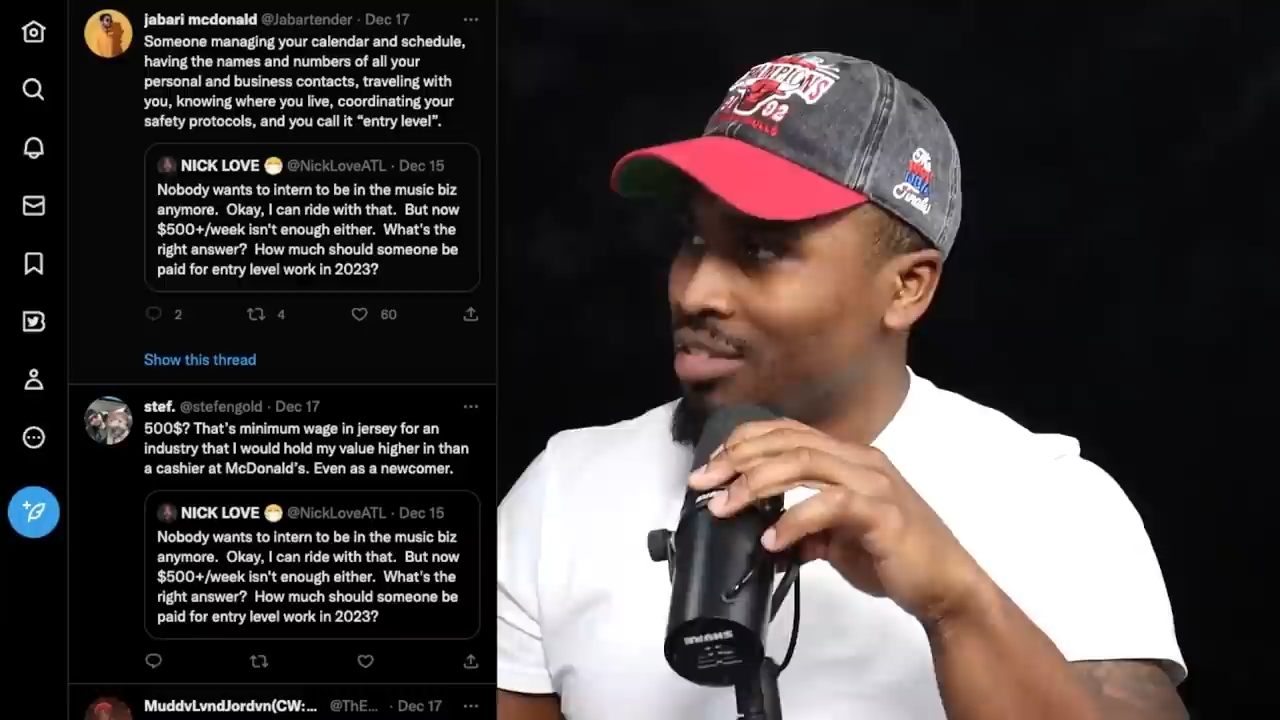 jabari mcdonald @Jabartender · Dec 17
Someone managing your calendar and schedule,
having the names and numbers of all your
personal and business contacts, traveling with
you, knowing where you live, coordinating your
safety protocols, and you call it “entry level”.
NICK LOVE 😷 @NickLoveATL · Dec 15
Nobody wants to intern to be in the music biz
anymore. Okay, I can ride with that. But now
$500+/week isn't enough either. What's the
right answer? How much should someone be
paid for entry level work in 2023?
2 4 60
Show this thread
stef. @stefengold · Dec 17
500$? That’s minimum wage in jersey for an
industry that I would hold my value higher in than
a cashier at McDonald’s. Even as a newcomer.
NICK LOVE 😷 @NickLoveATL · Dec 15
Nobody wants to intern to be in the music biz
anymore. Okay, I can ride with that. But now
$500+/week isn't enough either. What's the
right answer? How much should someone be
paid for entry level work in 2023?
MuddvLvndJordvn(CW:... @ThE... · Dec 17
SHURE
Finals